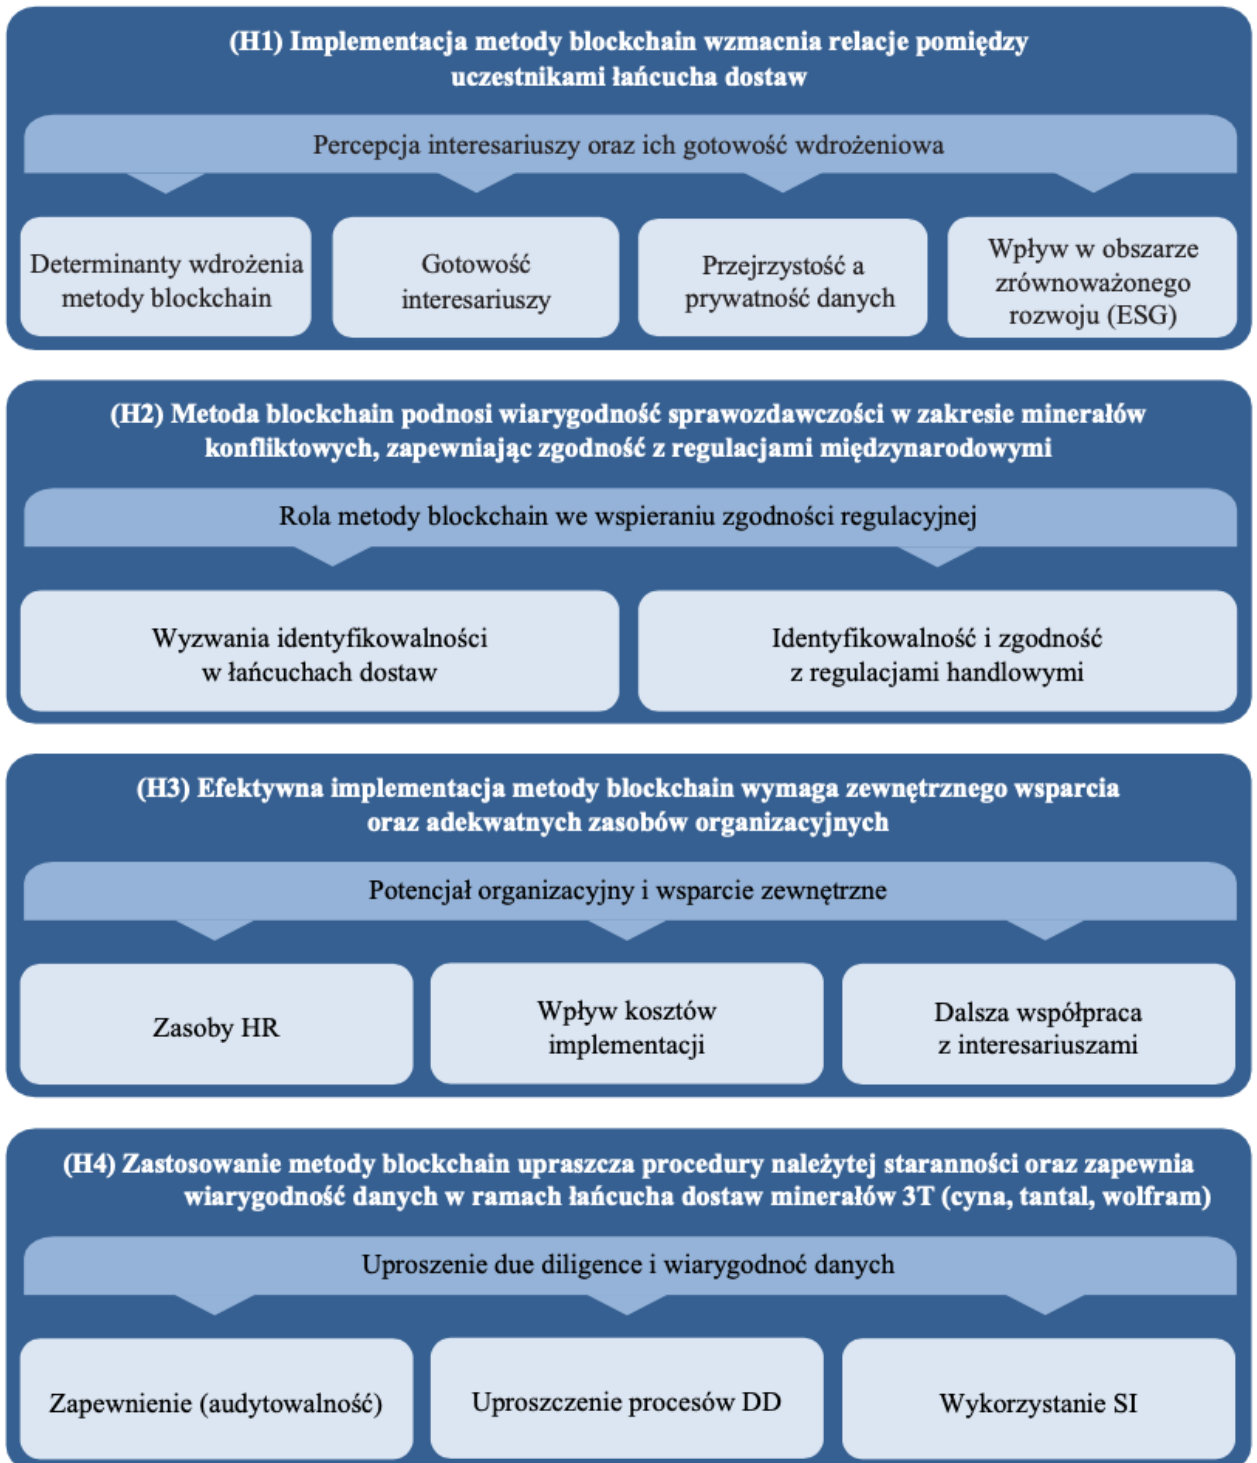 (H1) Implementacja metody blockchain wzmacnia relacje pomiędzy
uczestnikami łańcucha dostaw
Percepcja interesariuszy oraz ich gotowość wdrożeniowa
Determinanty wdrożenia
metody blockchain
Gotowość
interesariuszy
Przejrzystość a
prywatność danych
Wpływ w obszarze
zrównoważonego
rozwoju (ESG)
(H2) Metoda blockchain podnosi wiarygodność sprawozdawczości w zakresie minerałów
konfliktowych, zapewniając zgodność z regulacjami międzynarodowymi
Rola metody blockchain we wspieraniu zgodności regulacyjnej
Wyzwania identyfikowalności
w łańcuchach dostaw
Identyfikowalność i zgodność
z regulacjami handlowymi
(H3) Efektywna implementacja metody blockchain wymaga zewnętrznego wsparcia
oraz adekwatnych zasobów organizacyjnych
Potencjał organizacyjny i wsparcie zewnętrzne
Zasoby HR
Wpływ kosztów
implementacji
Dalsza współpraca
z interesariuszami
(H4) Zastosowanie metody blockchain upraszcza procedury należytej staranności oraz zapewnia
wiarygodność danych w ramach łańcucha dostaw minerałów 3T (cyna, tantal, wolfram)
Uproszenie due diligence i wiarygodnoć danych
Zapewnienie (audytowalność)
Uproszczenie procesów DD
Wykorzystanie SI